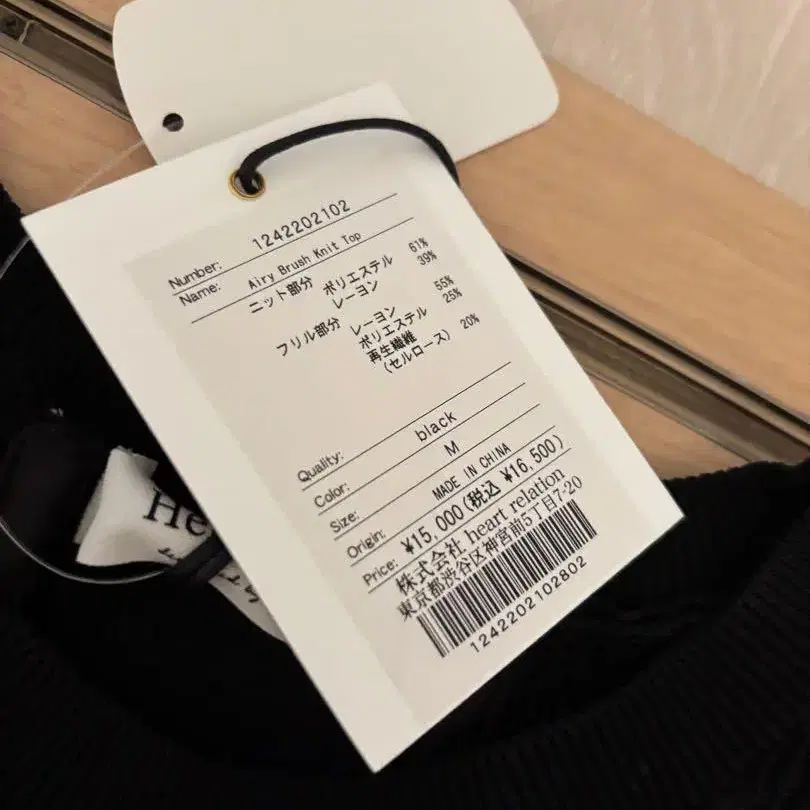 Number: 1242202102
Name: Airy Brush Knit Top
ニット部分 ポリエステル 61%
レーヨン 39%
フリル部分 レーヨン 55%
ポリエステル 25%
再生繊維
(セルロース) 20%
Quality:
Color: black
Size: M
Origin: MADE IN CHINA
Price: ¥15,000(税込 ¥16,500)
株式会社 heart relation
東京都渋谷区神宮前5丁目7-20
1242202102802
He